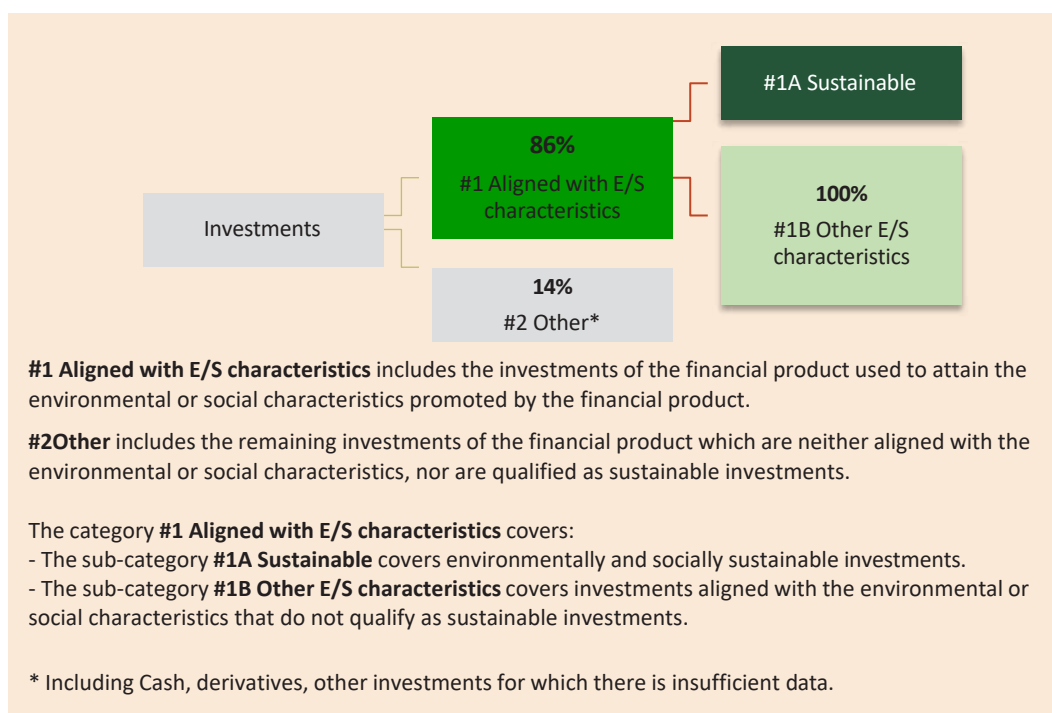 #1A Sustainable
86%
#1 Aligned with E/S
characteristics
100%
#1B Other E/S
characteristics
Investments
14%
#2 Other*
#1 Aligned with E/S characteristics includes the investments of the financial product used to attain the
environmental or social characteristics promoted by the financial product.
#2Other includes the remaining investments of the financial product which are neither aligned with the
environmental or social characteristics, nor are qualified as sustainable investments.
The category #1 Aligned with E/S characteristics covers:
- The sub-category #1A Sustainable covers environmentally and socially sustainable investments.
- The sub-category #1B Other E/S characteristics covers investments aligned with the environmental or
social characteristics that do not qualify as sustainable investments.
* Including Cash, derivatives, other investments for which there is insufficient data.